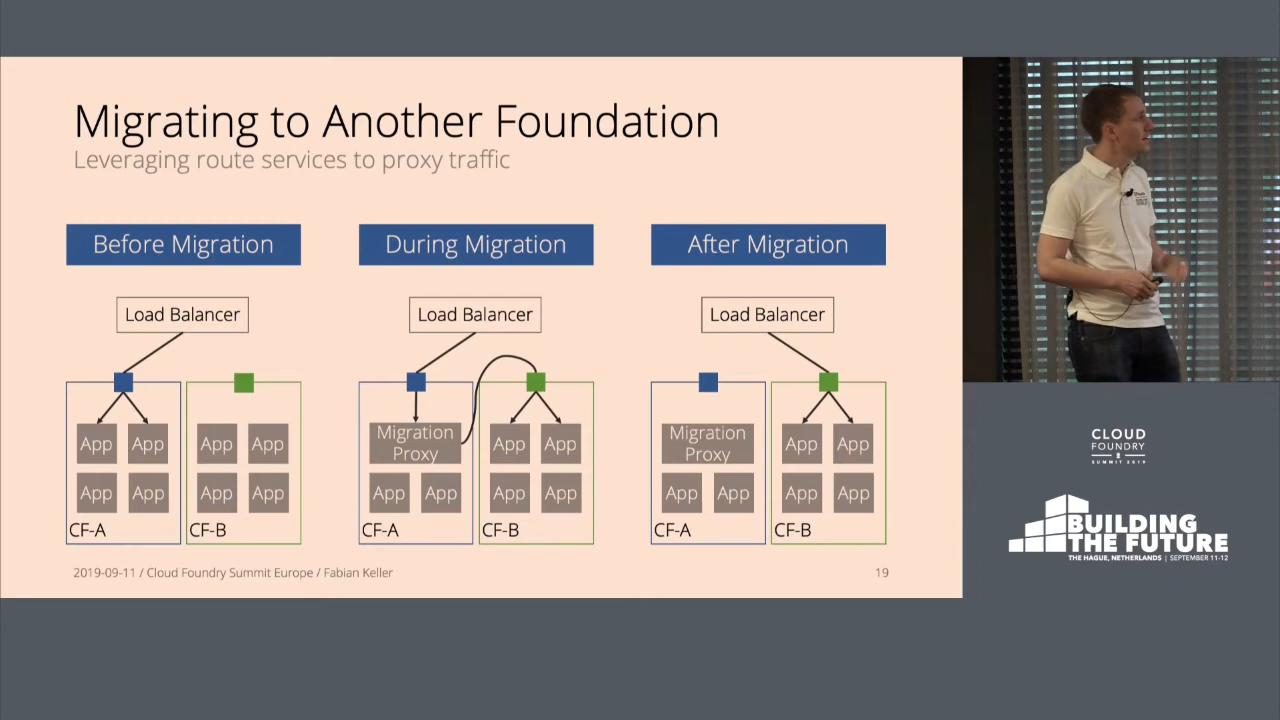 Migrating to Another Foundation
Leveraging route services to proxy traffic
Before Migration
Load Balancer
App App App App
App App App App
CF-A CF-B
During Migration
Load Balancer
Migration
Proxy
App App
App App App App
CF-A CF-B
After Migration
Load Balancer
Migration
Proxy
App App
App App App App
CF-A CF-B
2019-09-11 / Cloud Foundry Summit Europe / Fabian Keller
19
CLOUD
FOUNDRY
SUMMIT 2019
BUILDING
THE FUTURE
THE HAGUE, NETHERLANDS | SEPTEMBER 11-12